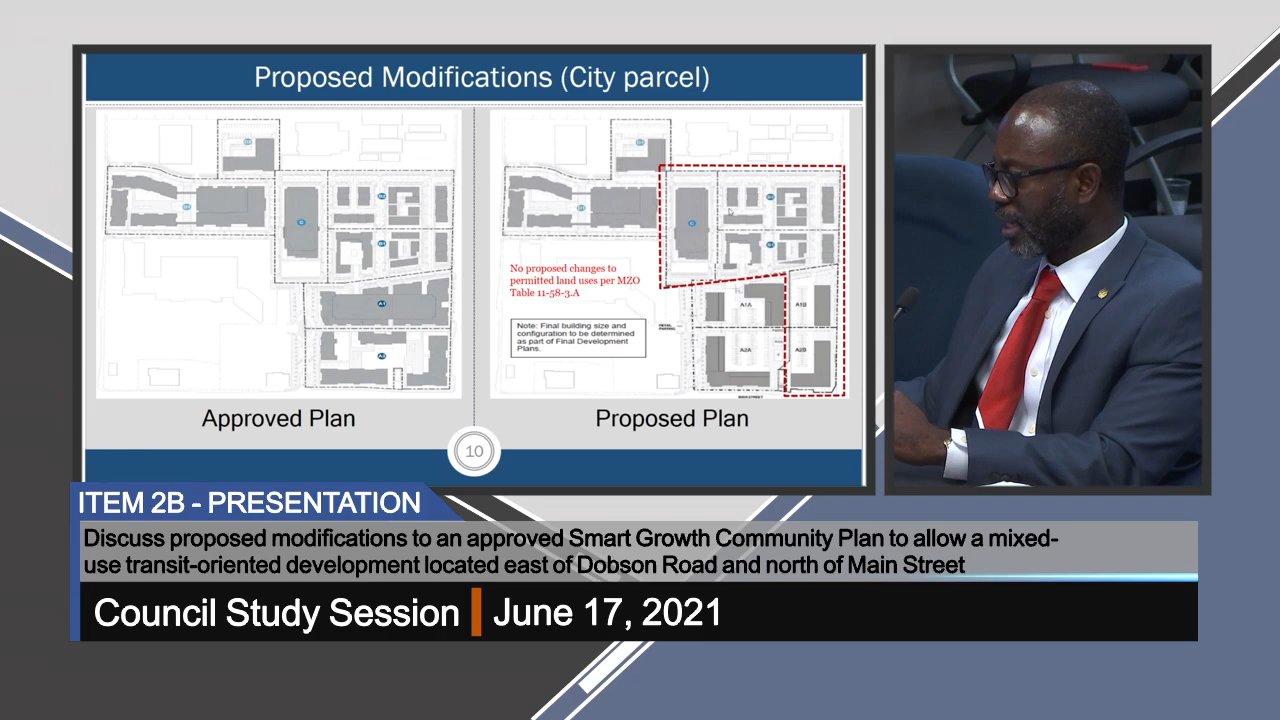 Proposed Modifications (City parcel)
No proposed changes to
permitted land uses per MZO
Table 11-58-3.A
Note: Final building size and
configuration to be determined
as part of Final Development
Plans.
C
A1
A2
C
A1A
A1B
A2A
A2B
MAIN STREET
Approved Plan
Proposed Plan
10
ITEM 2B - PRESENTATION
Discuss proposed modifications to an approved Smart Growth Community Plan to allow a mixed-
use transit-oriented development located east of Dobson Road and north of Main Street
Council Study Session
June 17, 2021